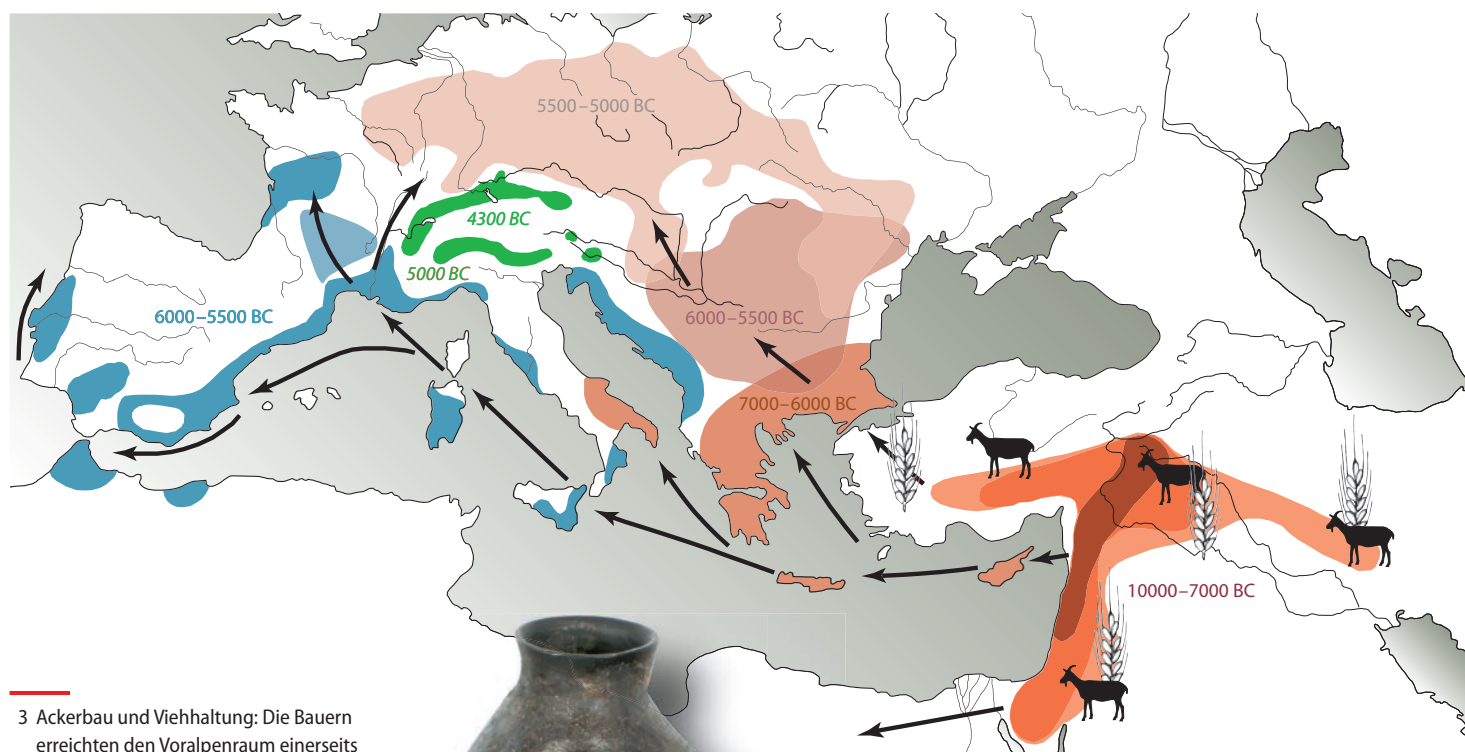 5500–5000 BC
4300 BC
5000 BC
6000–5500 BC
6000–5500 BC
7000–6000 BC
10000–7000 BC
3 Ackerbau und Viehhaltung: Die Bauern
erreichten den Voralpenraum einerseits